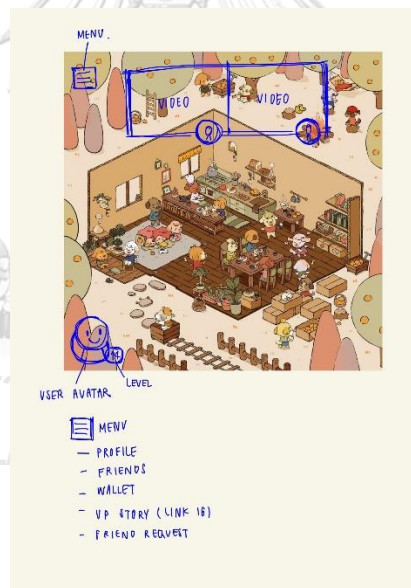 MENU.
VIDEO VIDEO
LEVEL
USER AVATAR
MENU
— PROFILE
- FRIENDS
- WALLET
- UP STORY (LINK IG)
- FRIEND REQUEST